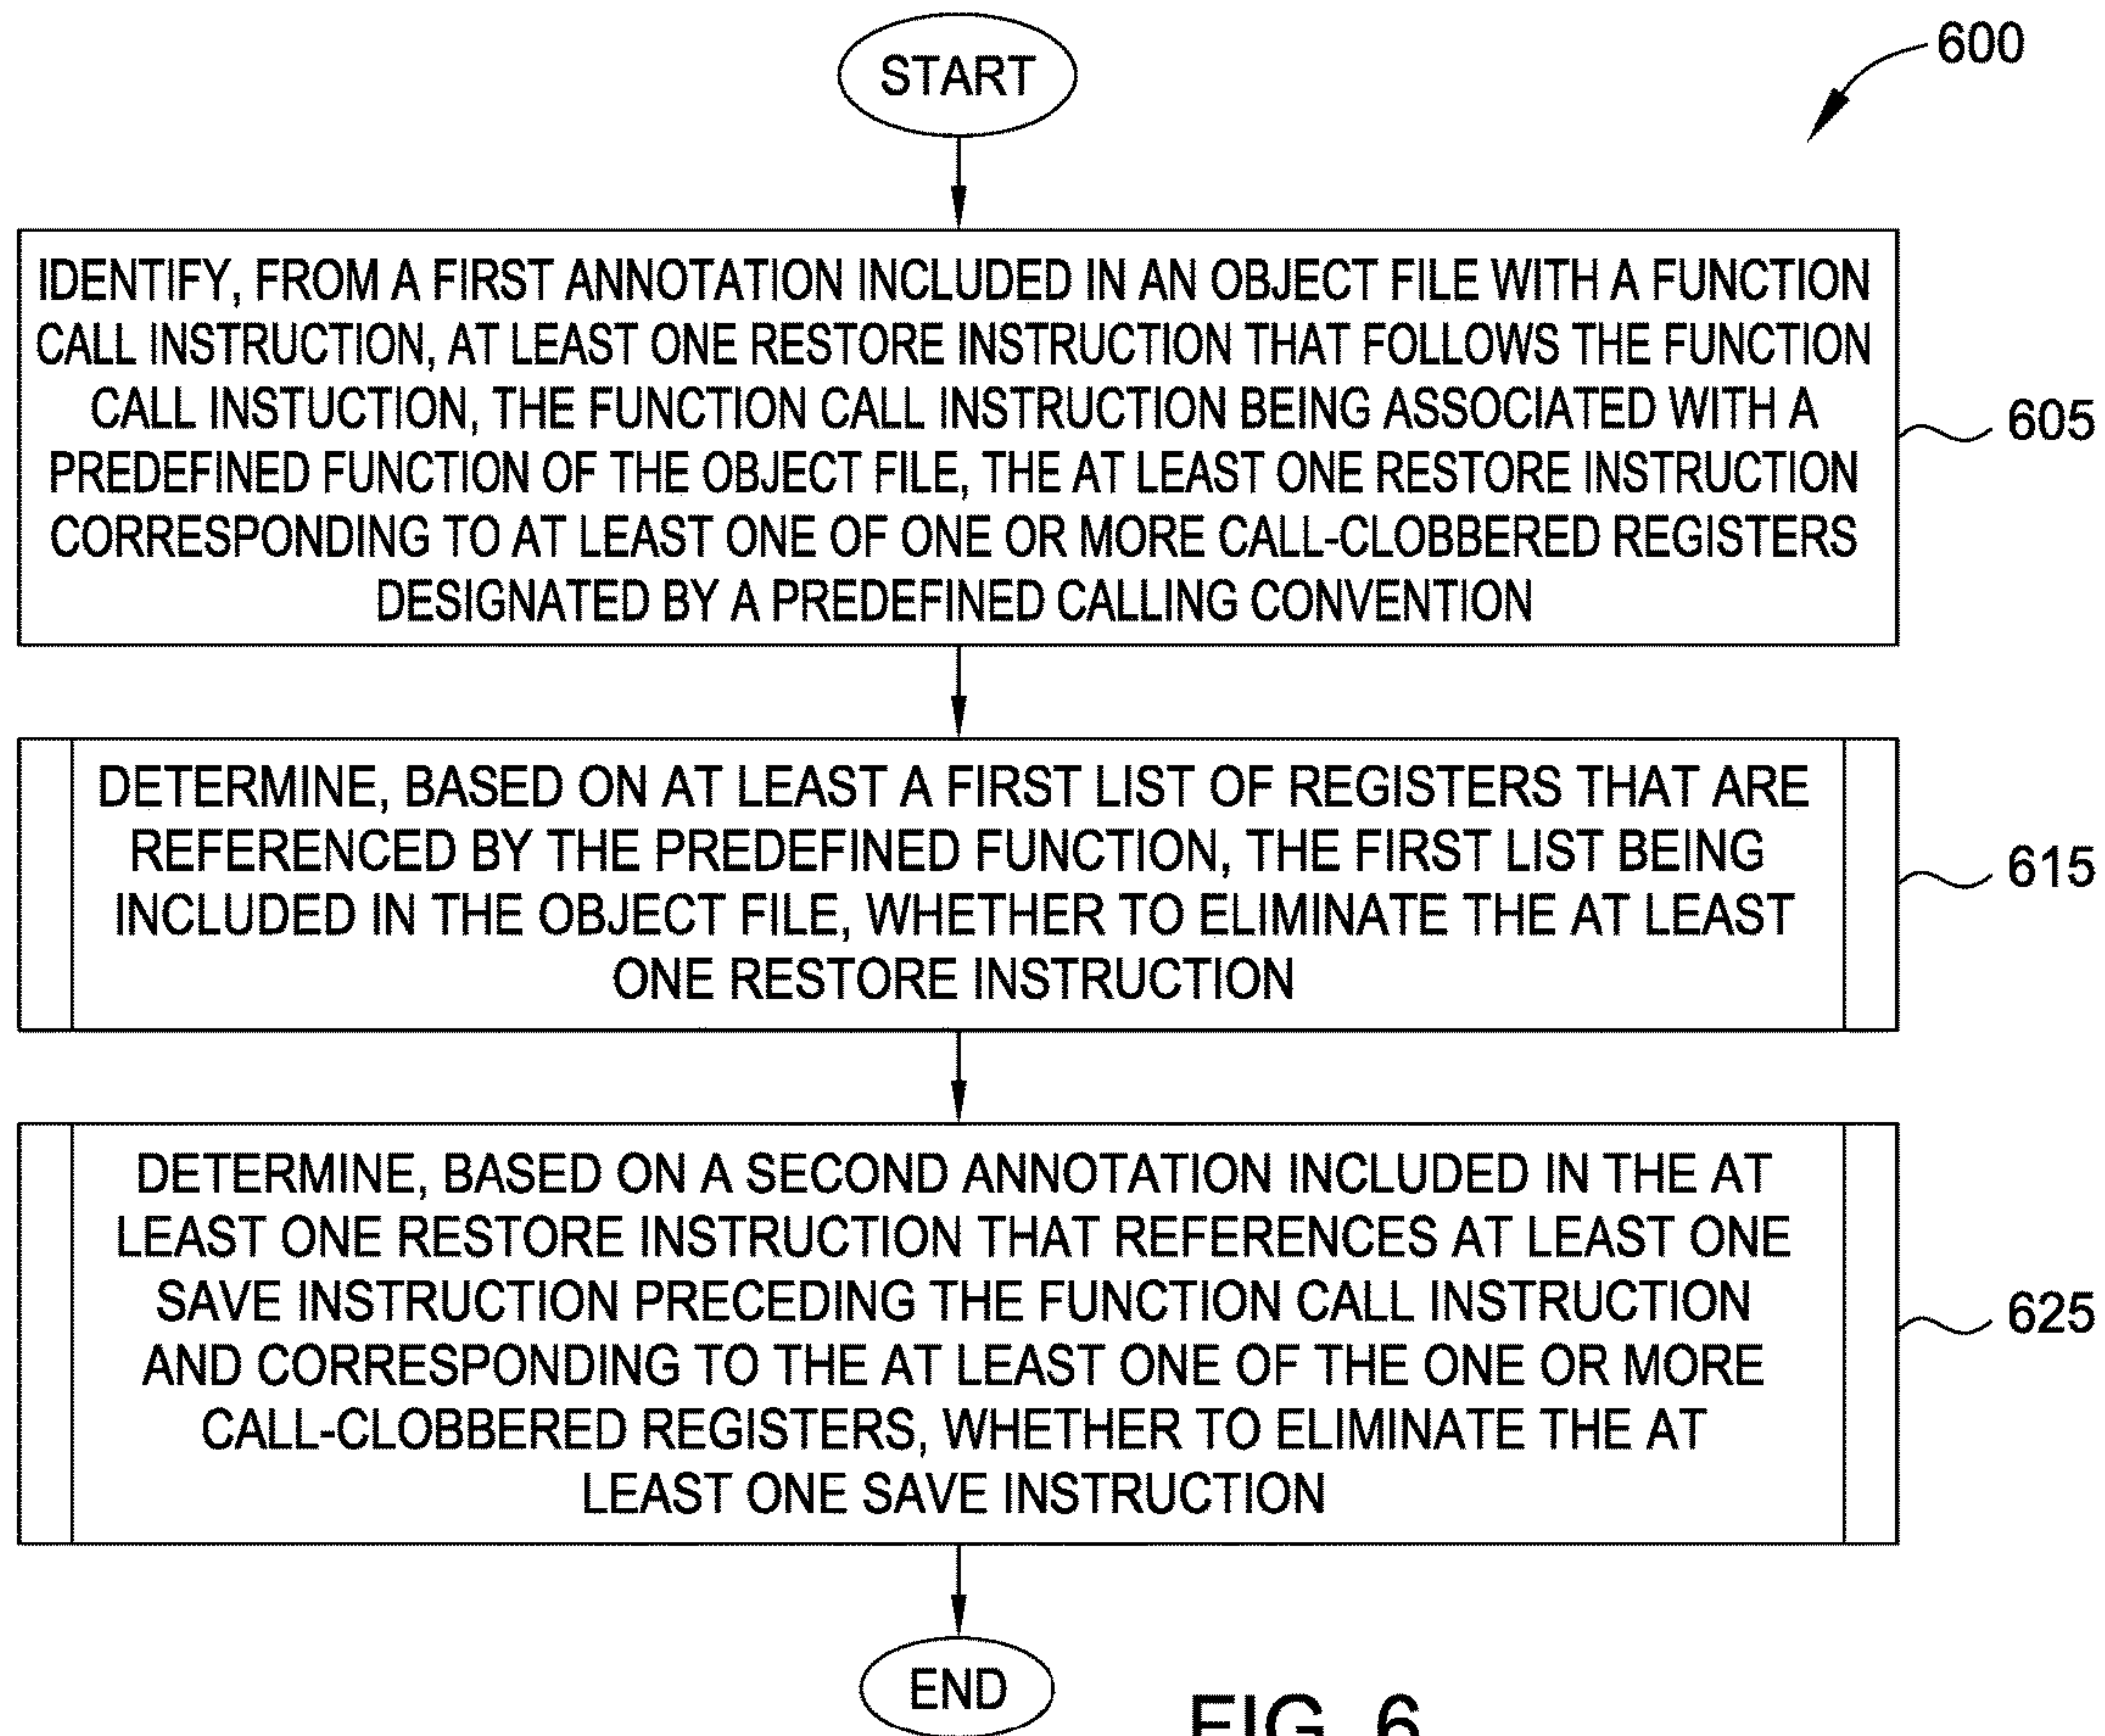 START
600
IDENTIFY, FROM A FIRST ANNOTATION INCLUDED IN AN OBJECT FILE WITH A FUNCTION
CALL INSTRUCTION, AT LEAST ONE RESTORE INSTRUCTION THAT FOLLOWS THE FUNCTION
CALL INSTUCTION, THE FUNCTION CALL INSTRUCTION BEING ASSOCIATED WITH A
PREDEFINED FUNCTION OF THE OBJECT FILE, THE AT LEAST ONE RESTORE INSTRUCTION
CORRESPONDING TO AT LEAST ONE OF ONE OR MORE CALL-CLOBBERED REGISTERS
DESIGNATED BY A PREDEFINED CALLING CONVENTION
605
DETERMINE, BASED ON AT LEAST A FIRST LIST OF REGISTERS THAT ARE
REFERENCED BY THE PREDEFINED FUNCTION, THE FIRST LIST BEING
INCLUDED IN THE OBJECT FILE, WHETHER TO ELIMINATE THE AT LEAST
ONE RESTORE INSTRUCTION
615
DETERMINE, BASED ON A SECOND ANNOTATION INCLUDED IN THE AT
LEAST ONE RESTORE INSTRUCTION THAT REFERENCES AT LEAST ONE
SAVE INSTRUCTION PRECEDING THE FUNCTION CALL INSTRUCTION
AND CORRESPONDING TO THE AT LEAST ONE OF THE ONE OR MORE
CALL-CLOBBERED REGISTERS, WHETHER TO ELIMINATE THE AT
LEAST ONE SAVE INSTRUCTION
625
END
FIG. 6